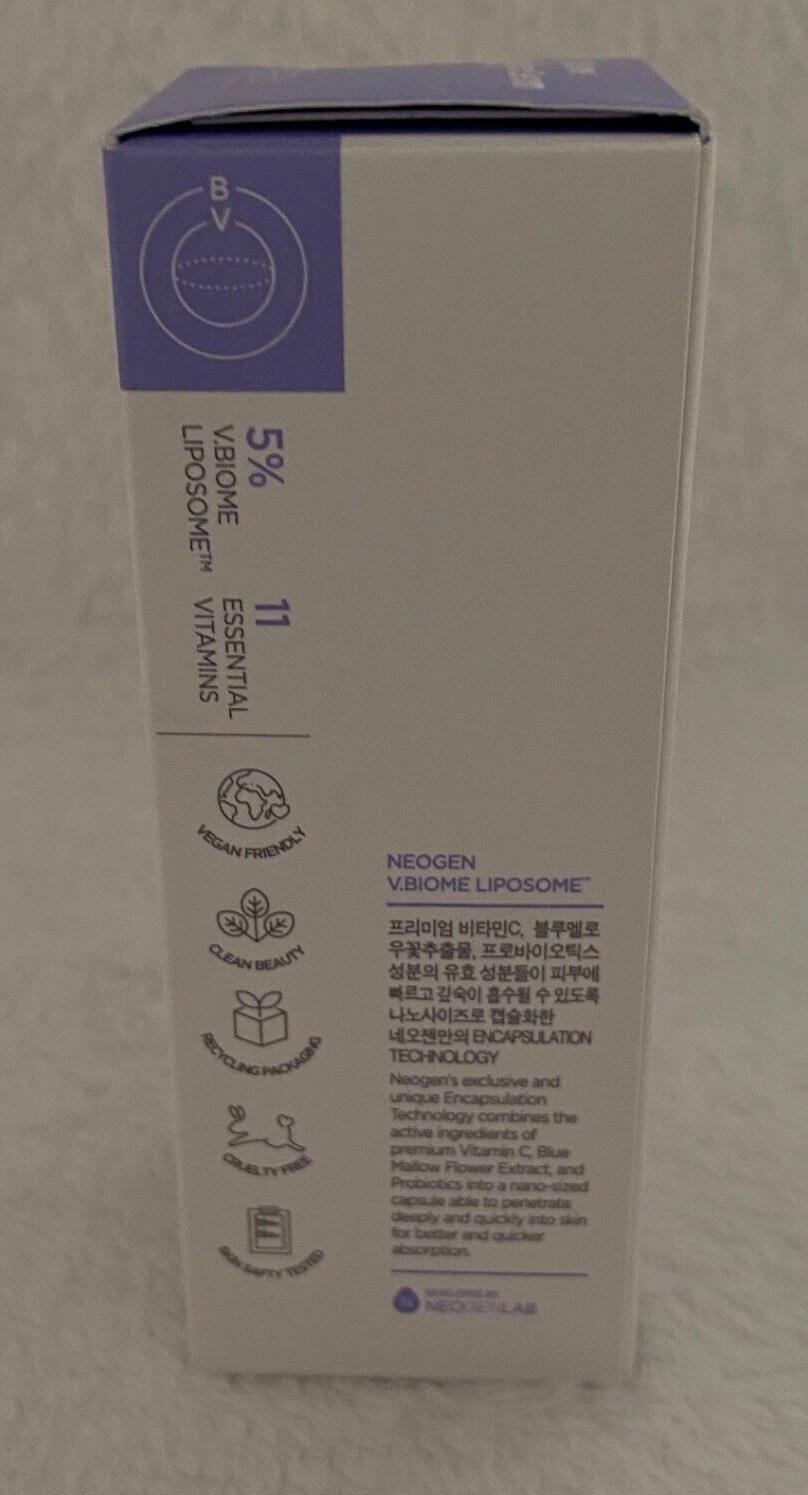 B
V
5%
V.BIOME
LIPOSOME™
11
ESSENTIAL
VITAMINS
VEGAN FRIENDLY
CLEAN BEAUTY
RECYCLING PACKAGING
CRUELTY FREE
SKIN SAFTY TESTED
NEOGEN
V.BIOME LIPOSOME™
프리미엄 비타민C, 블루멜로
우꽃추출물, 프로바이오틱스
성분의 유효 성분들이 피부에
빠르고 깊숙이 흡수될 수 있도록
나노사이즈로 캡슐화한
네오젠만의 ENCAPSULATION
TECHNOLOGY
Neogen's exclusive and
unique Encapsulation
Technology combines the
active ingredients of
premium Vitamin C, Blue
Mallow Flower Extract, and
Probiotics into a nano-sized
capsule able to penetrate
deeply and quickly into skin
for better and quicker
absorption.
DEVELOPED BY
NEOGENLAB